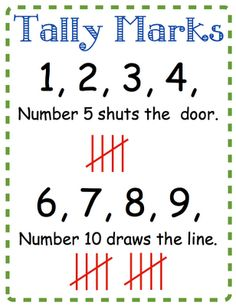 Tally Marks
1, 2, 3, 4,
Number 5 shuts the door.
6, 7, 8, 9,
Number 10 draws the line.